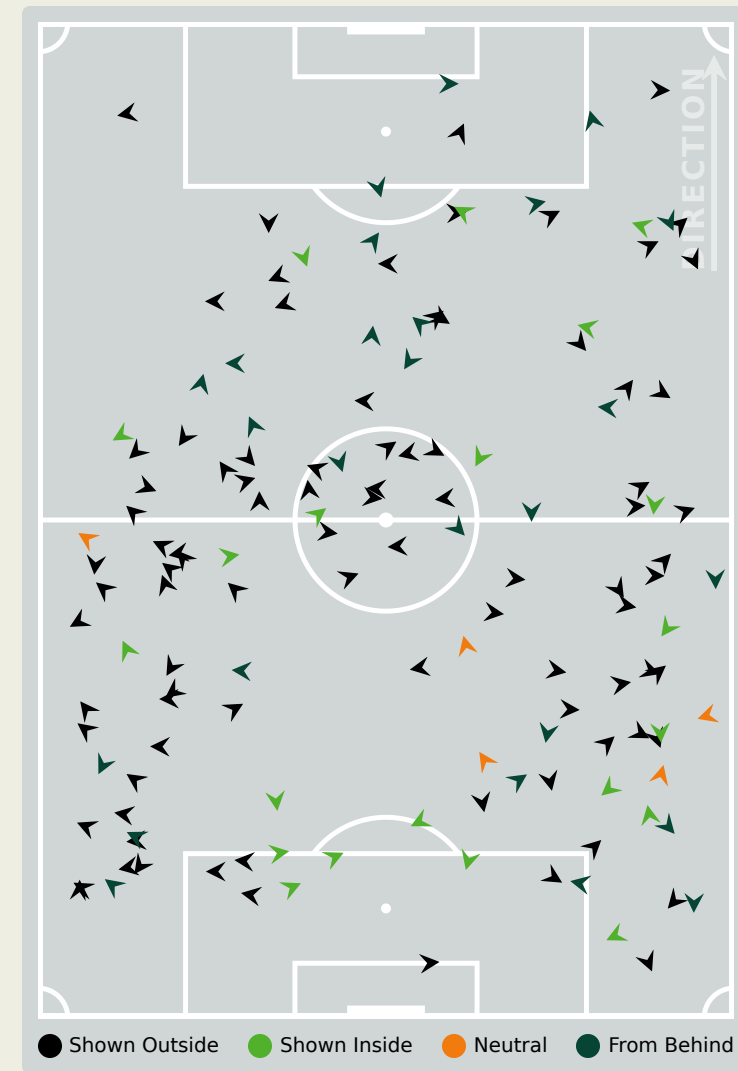 DIRECTION
Shown Outside
Shown Inside
Neutral
From Behind